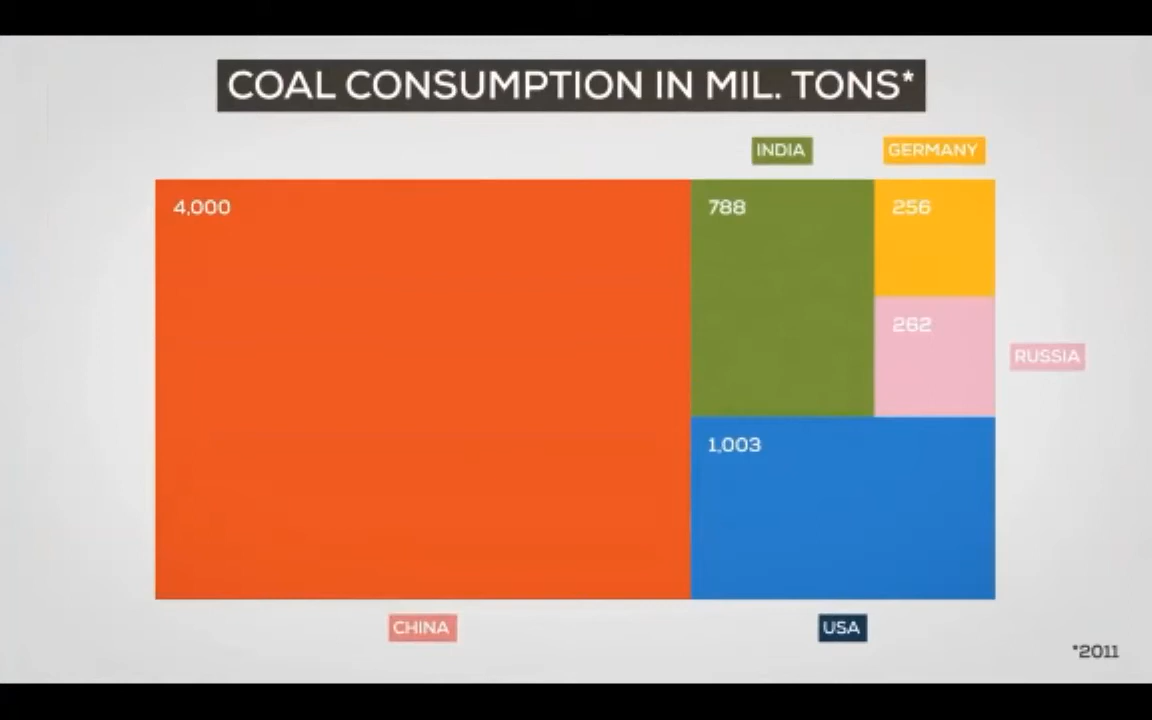 COAL CONSUMPTION IN MIL. TONS*
INDIA
GERMANY
4,000
788
256
262
RUSSIA
1,003
CHINA
USA
*2011